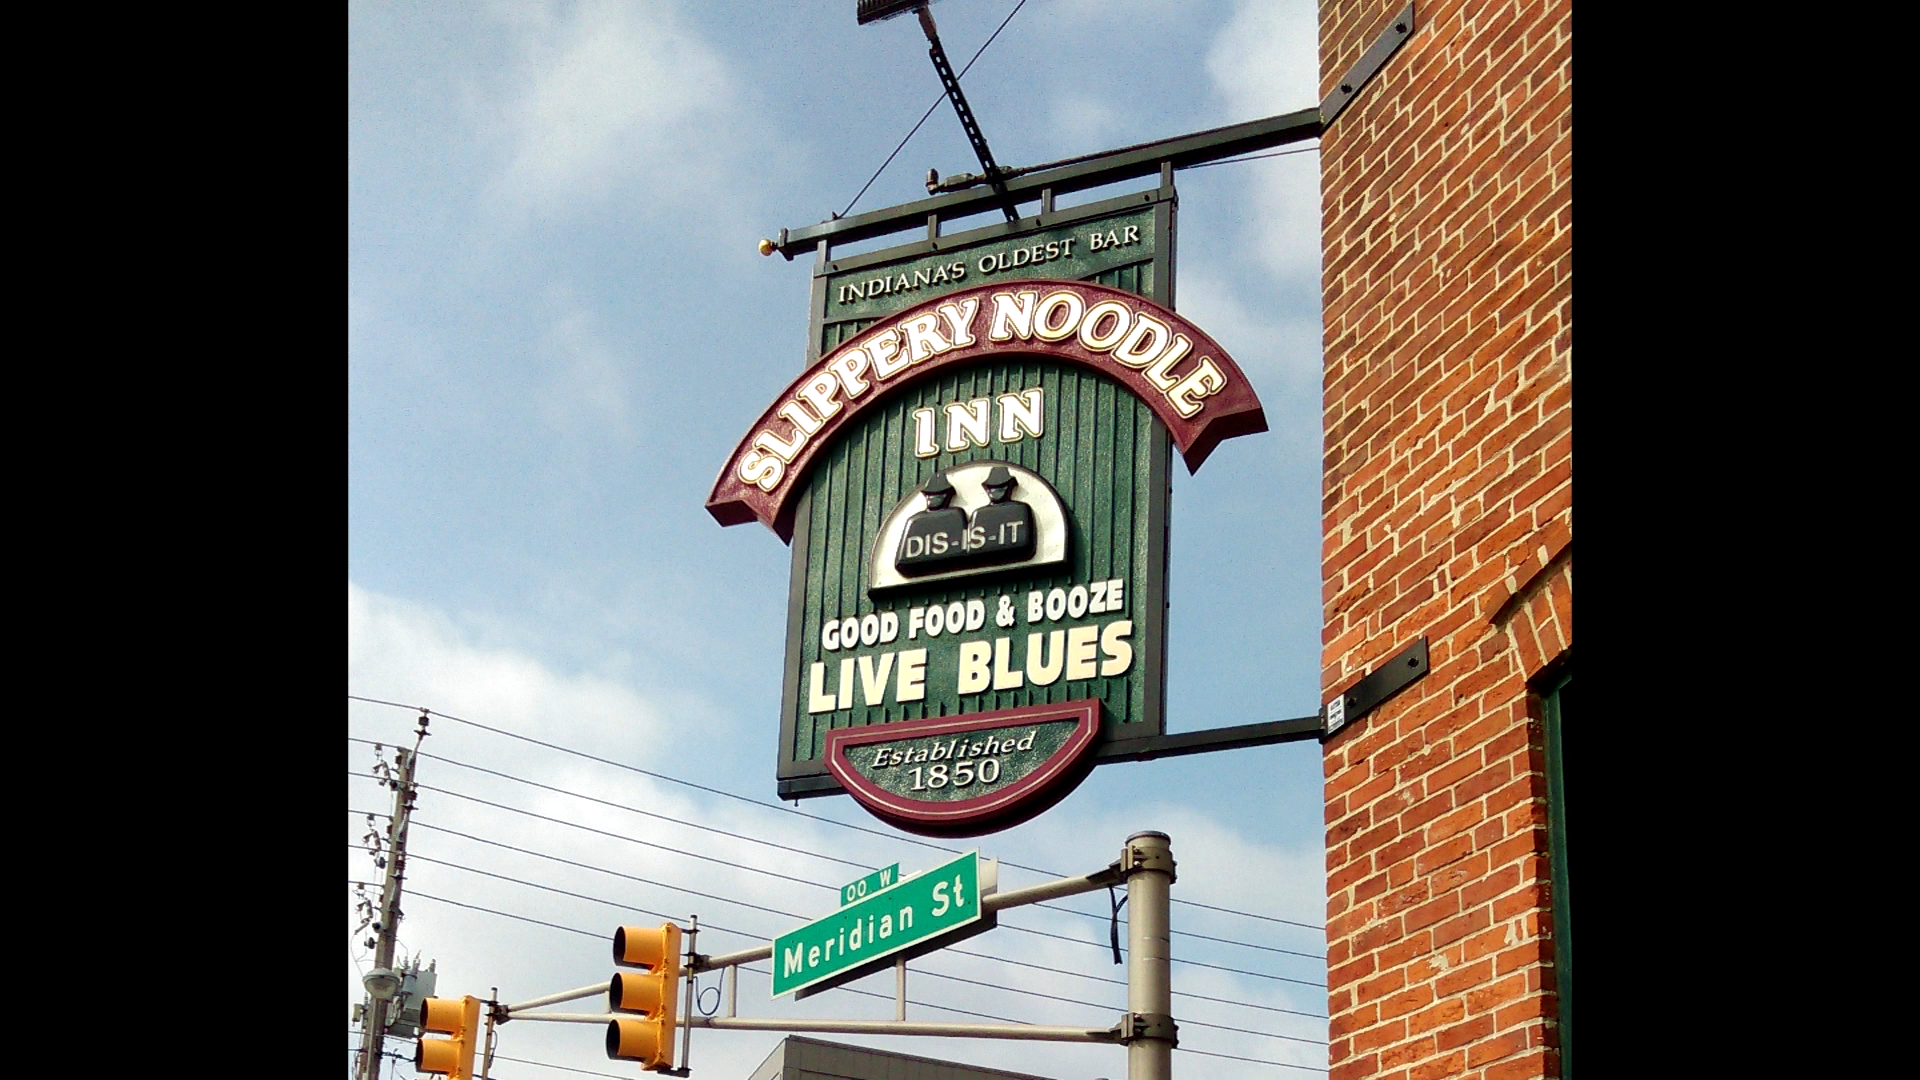 INDIANA'S OLDEST BAR
SLIPPERY NOODLE
INN
DIS-IS-IT
GOOD FOOD & BOOZE
LIVE BLUES
Established
1850
00 W
Meridian St